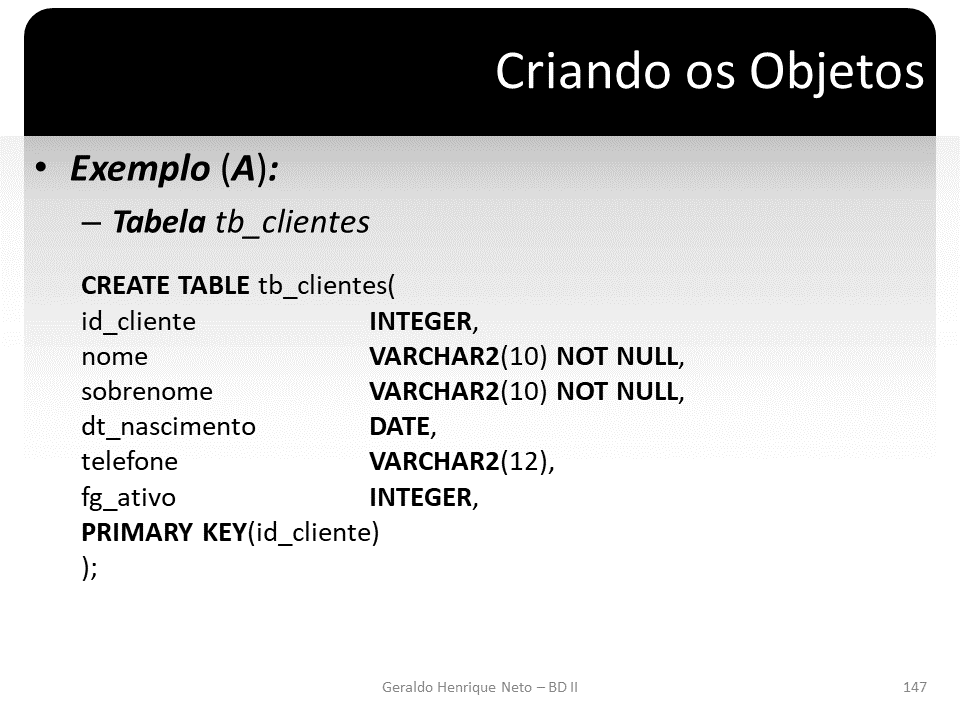 Criando os Objetos
• Exemplo (A):
– Tabela tb_clientes
CREATE TABLE tb_clientes(
id_cliente INTEGER,
nome VARCHAR2(10) NOT NULL,
sobrenome VARCHAR2(10) NOT NULL,
dt_nascimento DATE,
telefone VARCHAR2(12),
fg_ativo INTEGER,
PRIMARY KEY(id_cliente)
);
Geraldo Henrique Neto – BD II 147